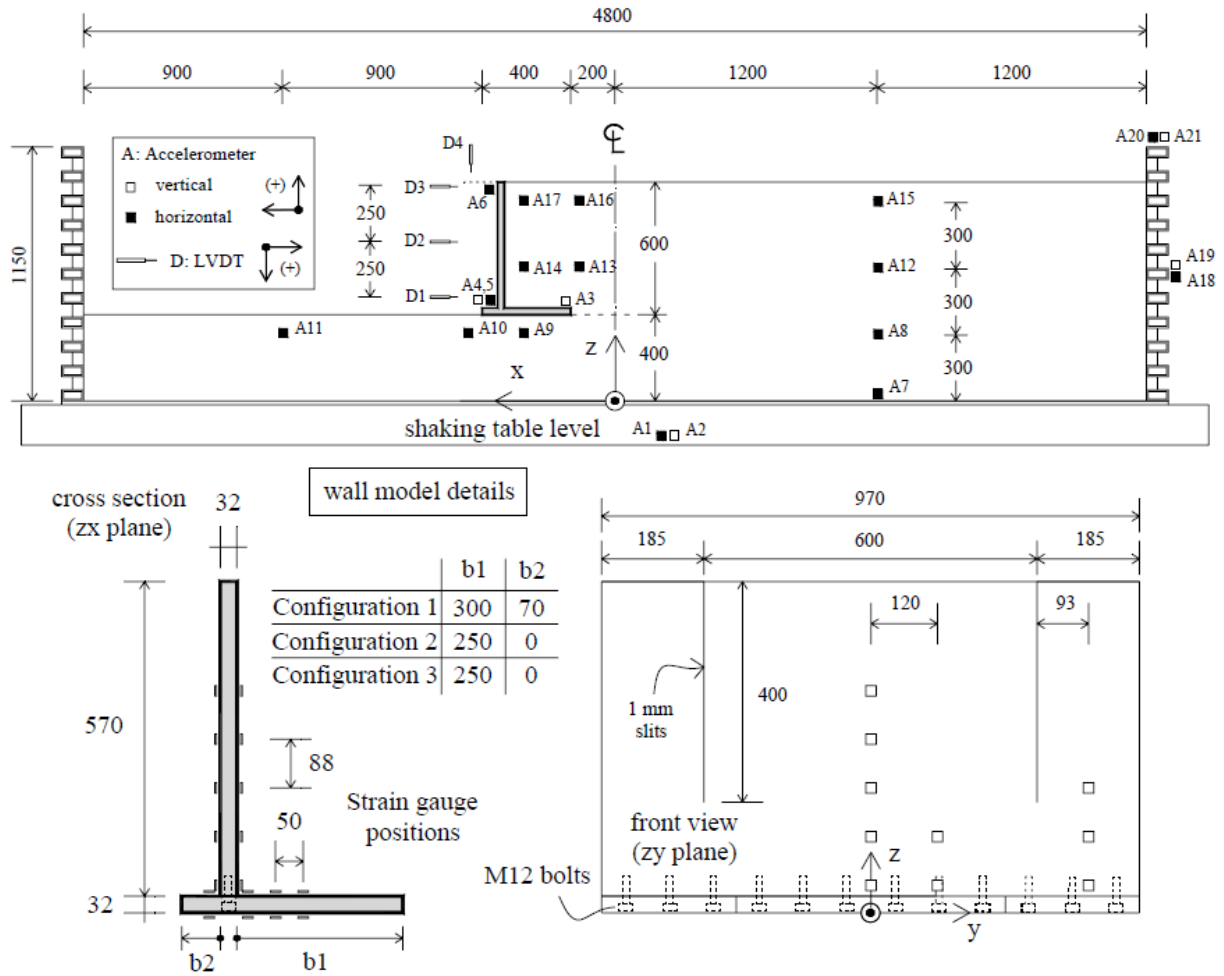 4800
900 900 400 200 1200 1200
A: Accelerometer
vertical (+)
horizontal
D: LVDT (+)
D4
℄
A20 A21
D3 A6 A17 A16 A15
250
D2
250
600
300
1150
A14 A13 A12
300
A19
A18
D1 A4,5 A3
A11 A10 A9 A8
z 400
300
x A7
shaking table level A1 A2
cross section
(zx plane)
32
wall model details
b1 b2
Configuration 1 300 70
Configuration 2 250 0
Configuration 3 250 0
570
88
50
Strain gauge
positions
32
b2 b1
970
185 600 185
120 93
1 mm
slits
400
front view
(zy plane)
z
M12 bolts
y